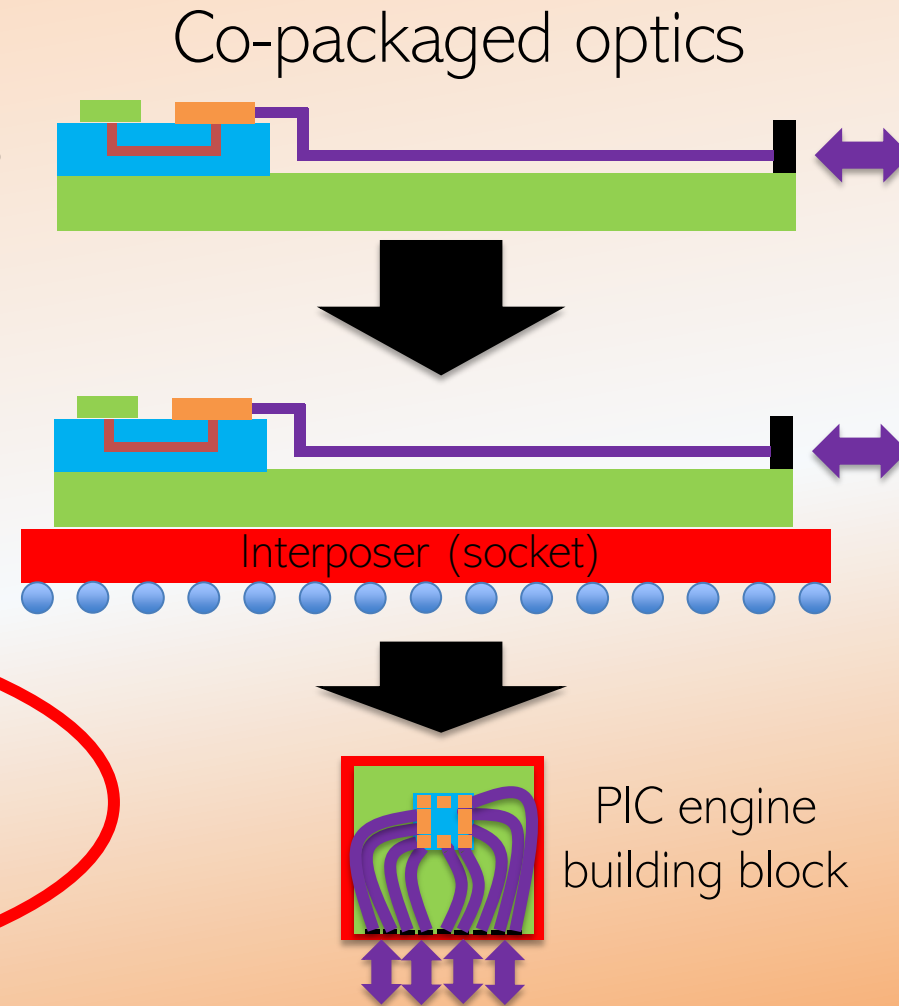 Co-packaged optics
Interposer (socket)
PIC engine
building block